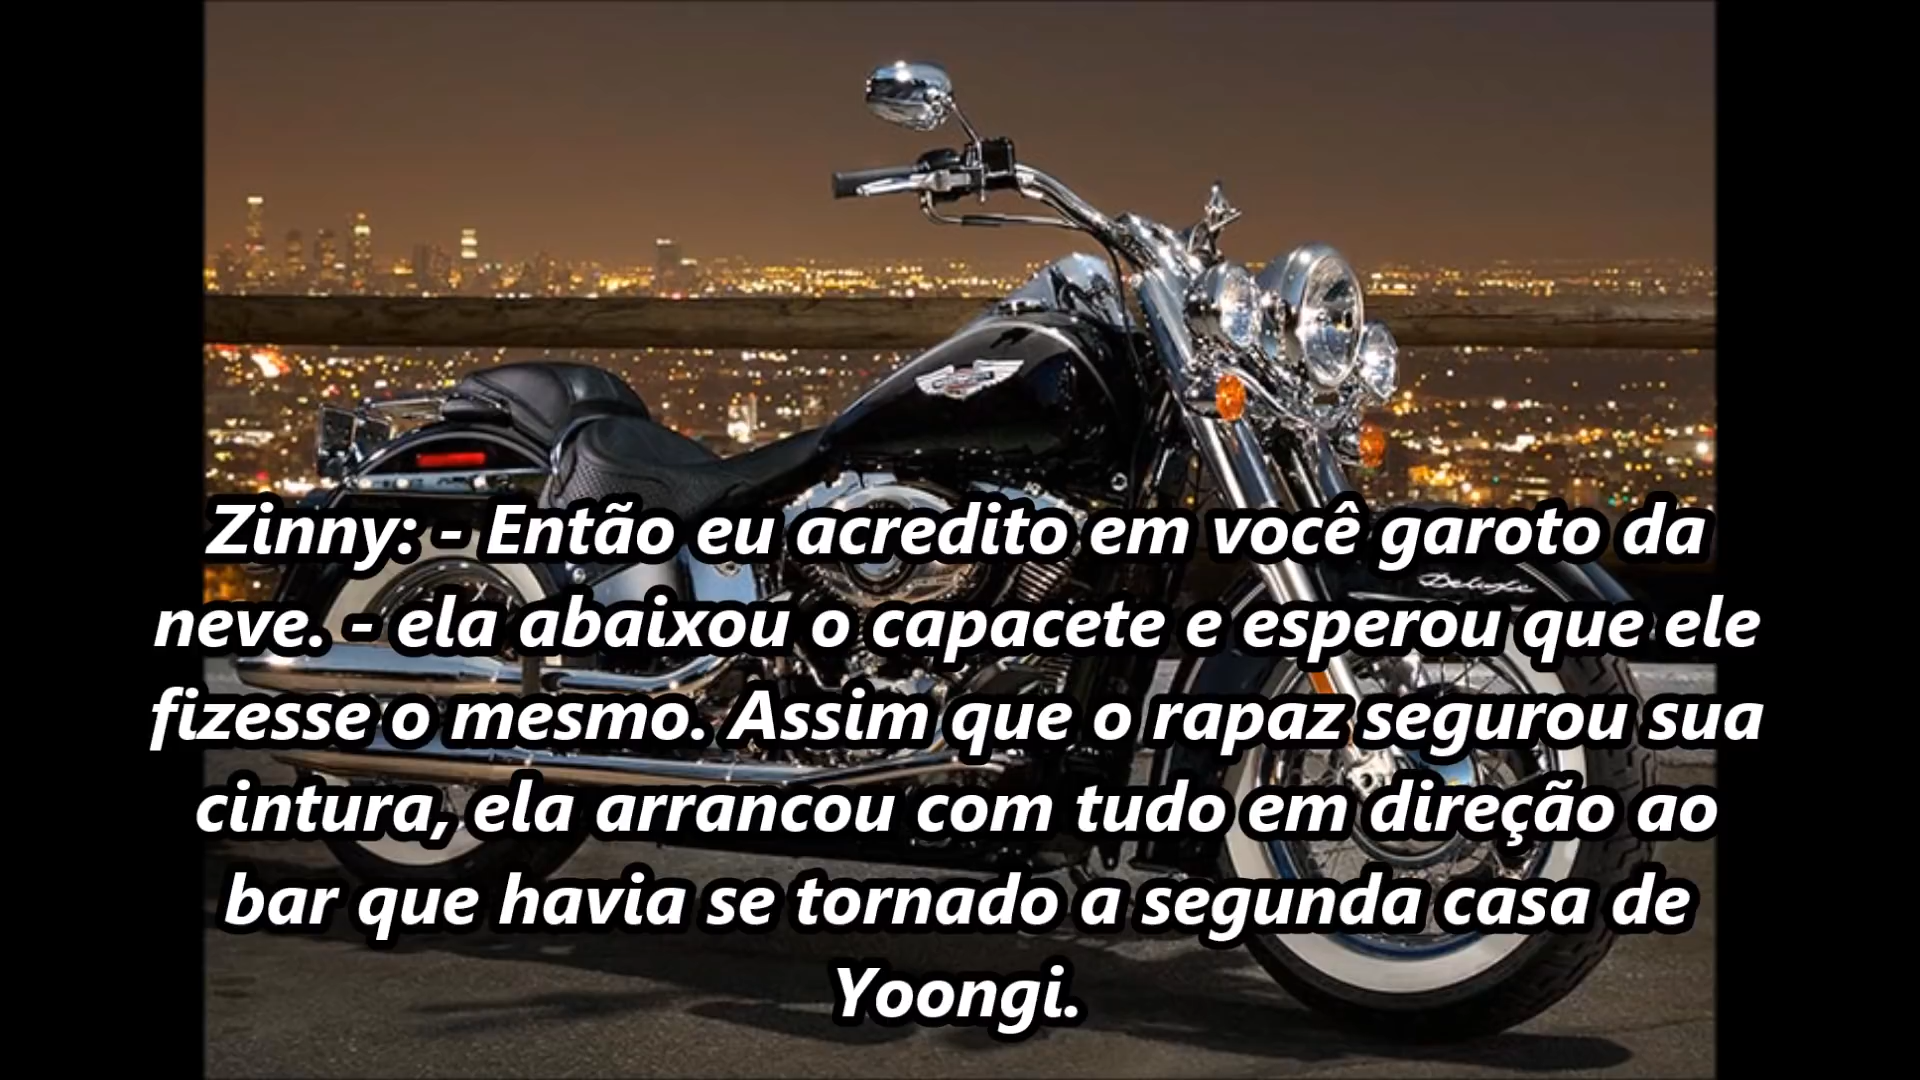 Zinny: - Então eu acredito em você garoto da
neve. - ela abaixou o capacete e esperou que ele
fizesse o mesmo. Assim que o rapaz segurou sua
cintura, ela arrancou com tudo em direção ao
bar que havia se tornado a segunda casa de
Yoongi.
Deluxe